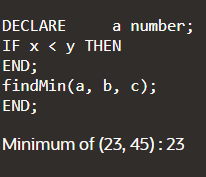 DECLARE     a number;
IF x < y THEN
END;
findMin(a, b, c);
END;
Minimum of (23, 45) : 23